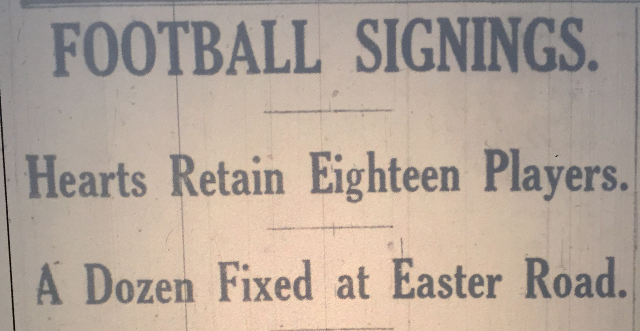 FOOTBALL SIGNINGS.
Hearts Retain Eighteen Players.
A Dozen Fixed at Easter Road.